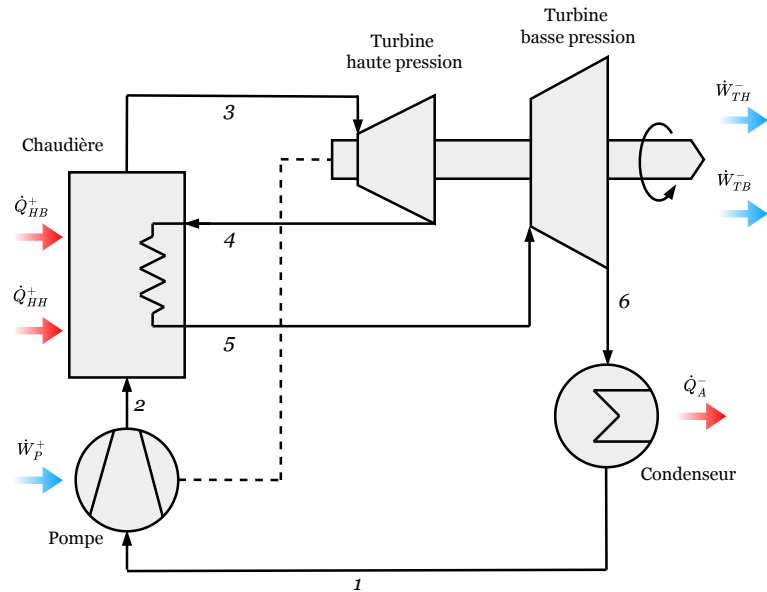 Turbine
basse pression
Turbine
haute pression
Ẇ⁻_TH
3
Chaudière
Ẇ⁻_TB
Q̇⁺_HB
4
Q̇⁺_HH
6
5
Q̇⁻_A
2
Ẇ⁺_P
Condenseur
Pompe
1